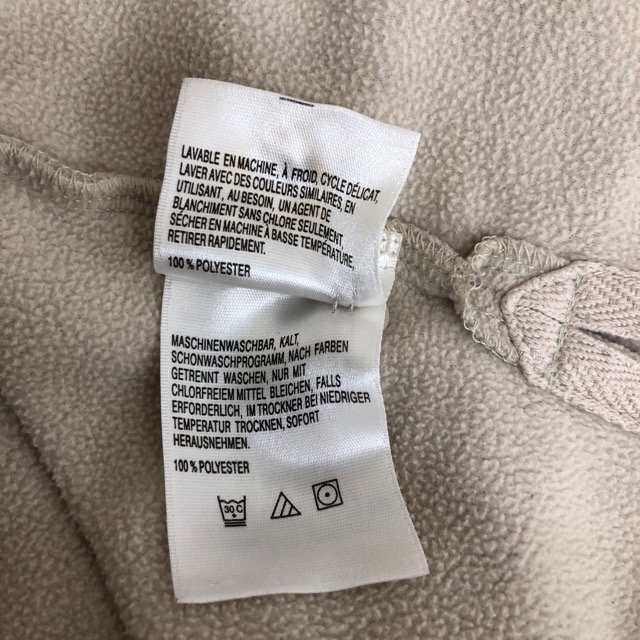 LAVABLE EN MACHINE, À FROID, CYCLE DÉLICAT,
LAVER AVEC DES COULEURS SIMILAIRES, EN
UTILISANT, AU BESOIN, UN AGENT DE
BLANCHIMENT SANS CHLORE SEULEMENT,
SÉCHER EN MACHINE À BASSE TEMPÉRATURE,
RETIRER RAPIDEMENT.
100 % POLYESTER
MASCHINENWASCHBAR, KALT,
SCHONWASCHPROGRAMM, NACH FARBEN
GETRENNT WASCHEN, NUR MIT
CHLORFREIEM MITTEL BLEICHEN, FALLS
ERFORDERLICH, IM TROCKNER BEI NIEDRIGER
TEMPERATUR TROCKNEN, SOFORT
HERAUSNEHMEN.
100 % POLYESTER
30 C